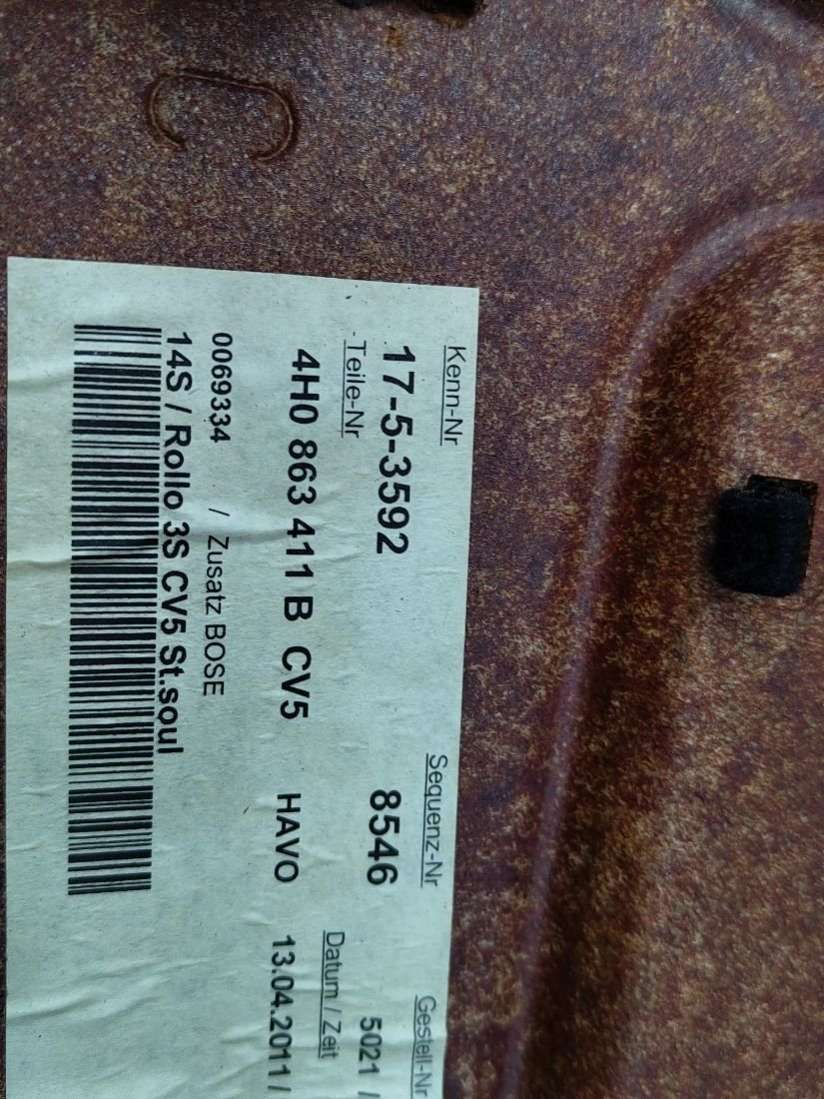 C
Kenn-Nr Sequenz-Nr Gestell-Nr
17-5-3592 8546 5021 /
Teile-Nr Datum / Zeit
4H0 863 411 B CV5 HAVO 13.04.2011 /
0069334 / Zusatz BOSE
14S / Rollo 3S CV5 St.soul